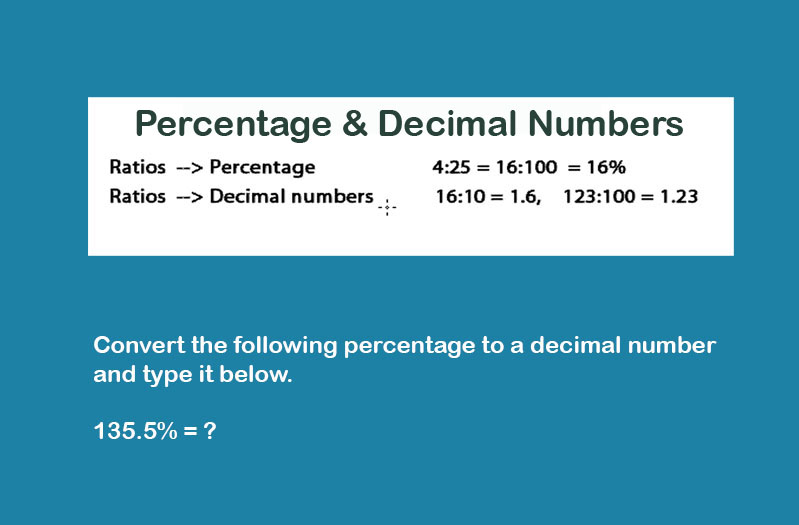 Percentage & Decimal Numbers
Ratios --> Percentage 4:25 = 16:100 = 16%
Ratios --> Decimal numbers 16:10 = 1.6, 123:100 = 1.23
Convert the following percentage to a decimal number
and type it below.
135.5% = ?